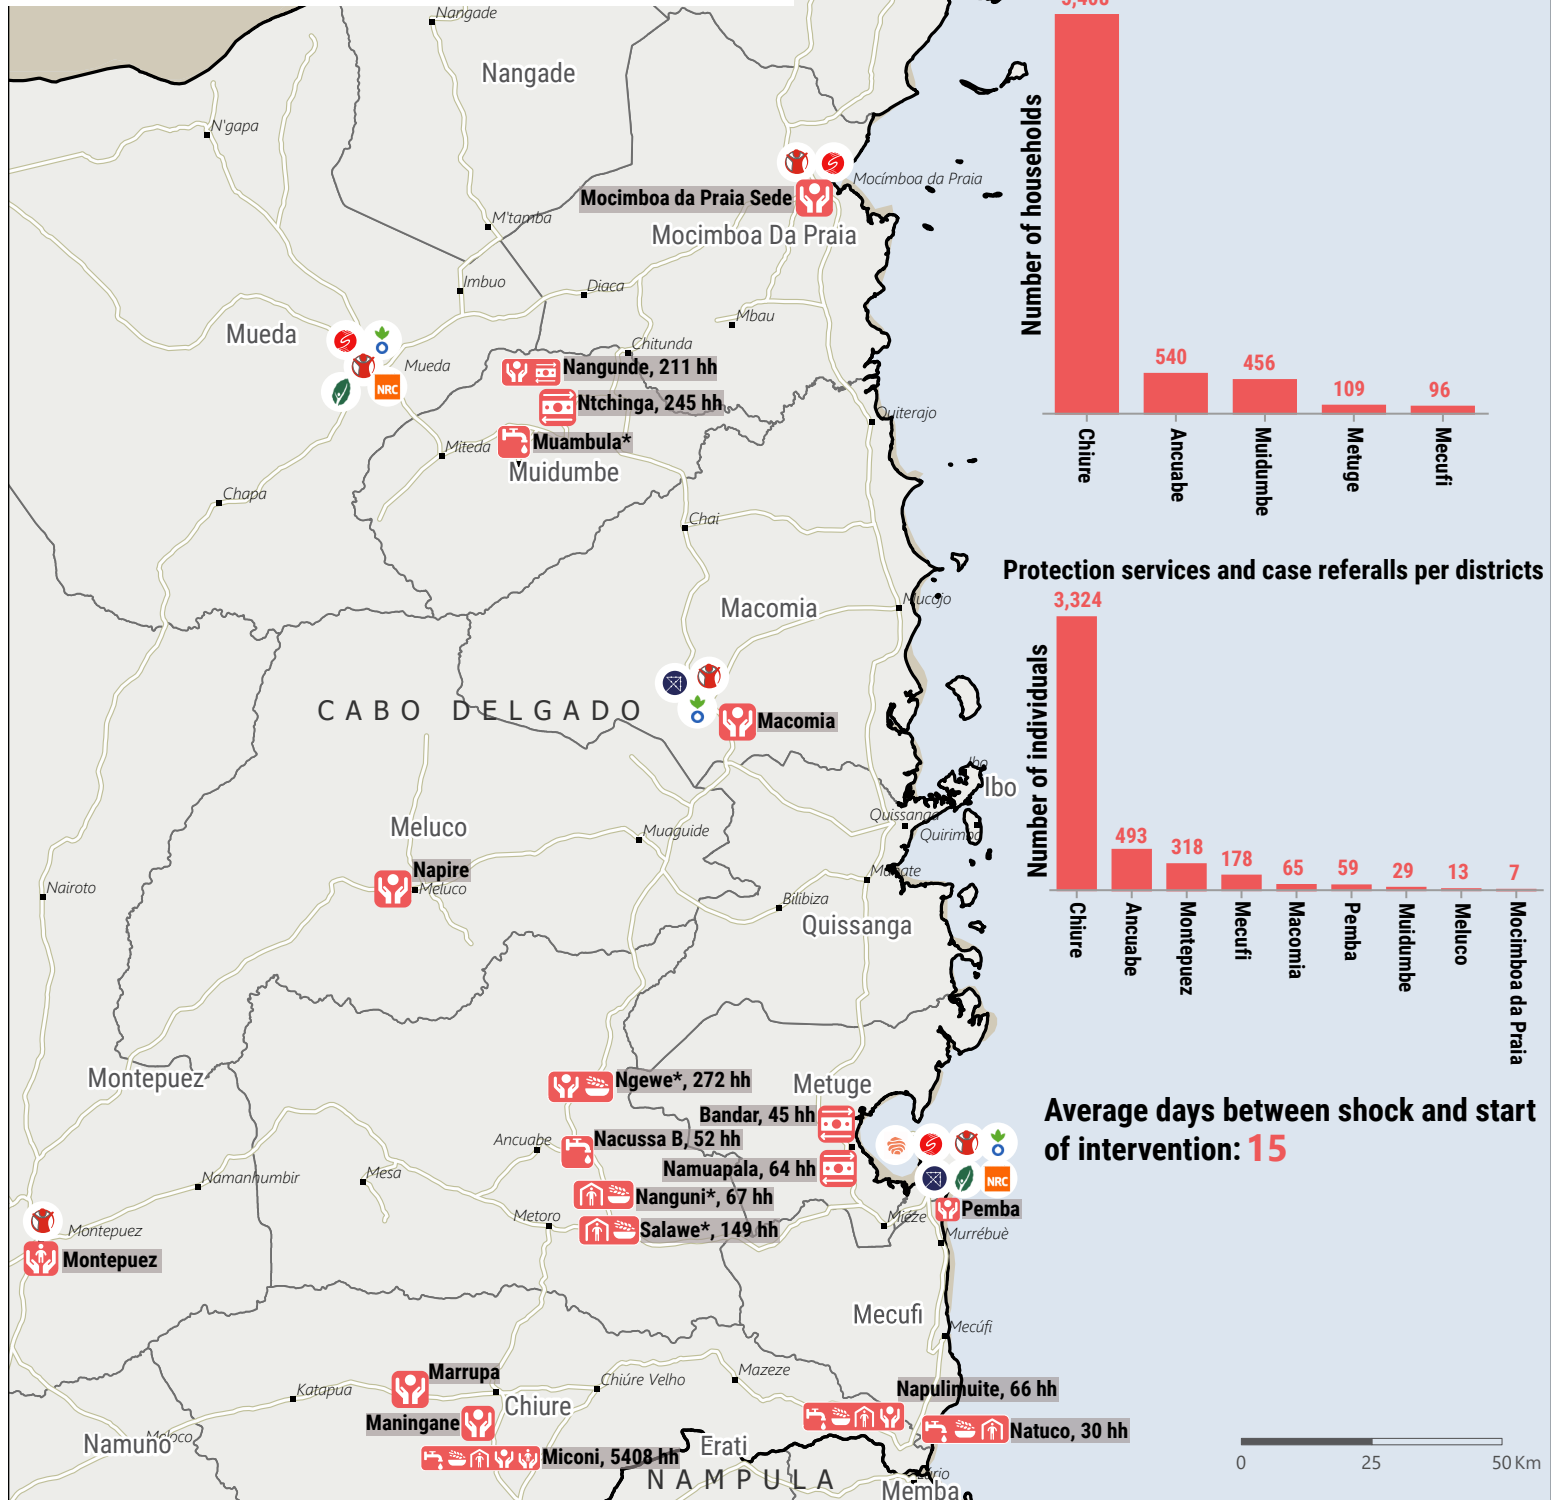 Nangade
Nangade
N'gapa
Mocímboa da Praia
Mocimboa da Praia Sede
M'tamba
Mocimboa Da Praia
Imbuo
Diaca
Mbau
Mueda
Mueda
NRC
Chitunda
Nangunde, 211 hh
Ntchinga, 245 hh
Quiterajo
Muambula*
Miteda
Muidumbe
Chapa
Chai
Macomia
Mucojo
CABO DELGADO
Macomia
Ibo
Ibo
Quissanga
Quirimba
Meluco
Muaguide
Napire
Meluco
Nairoto
Bilibiza
Quissanga
Montepuez
Ngewe*, 272 hh
Metuge
Bandar, 45 hh
Ancuabe
Nacussa B, 52 hh
Namuapala, 64 hh
Namanhumbir
Mesa
NRC
Nanguni*, 67 hh
Pemba
Metoro
Salawe*, 149 hh
Miéze
Murrébuè
Montepuez
Montepuez
Mecufi
Mecúfi
Marrupa
Chiúre Velho
Mazeze
Katapua
Chiure
Napulimuite, 66 hh
Maningane
Natuco, 30 hh
Namuno
Meloco
Miconi, 5408 hh
Erati
NAMPULA
Memba
Number of households
540
456
109
96
Chiure
Ancuabe
Muidumbe
Metuge
Mecufi
Protection services and case referalls per districts
3,324
Number of individuals
493
318
178
65
59
29
13
7
Chiure
Ancuabe
Montepuez
Mecufi
Macomia
Pemba
Muidumbe
Meluco
Mocimboa da Praia
Average days between shock and start
of intervention: 15
0 25 50 Km